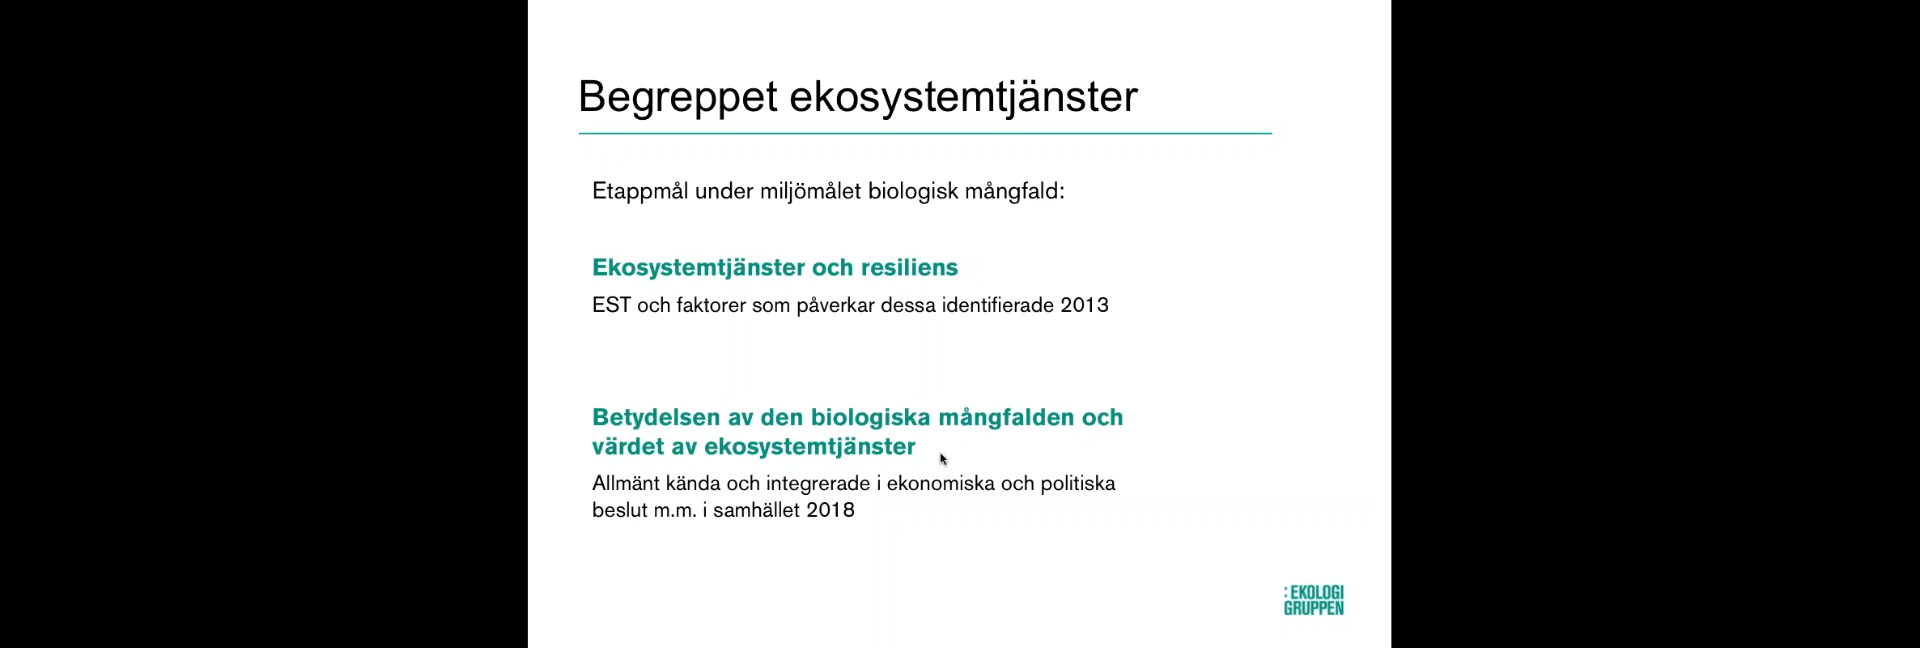 Begreppet ekosystemtjänster
Etappmål under miljömålet biologisk mångfald:
Ekosystemtjänster och resiliens
EST och faktorer som påverkar dessa identifierade 2013
Betydelsen av den biologiska mångfalden och
värdet av ekosystemtjänster
Allmänt kända och integrerade i ekonomiska och politiska
beslut m.m. i samhället 2018
:EKOLOGI
GRUPPEN